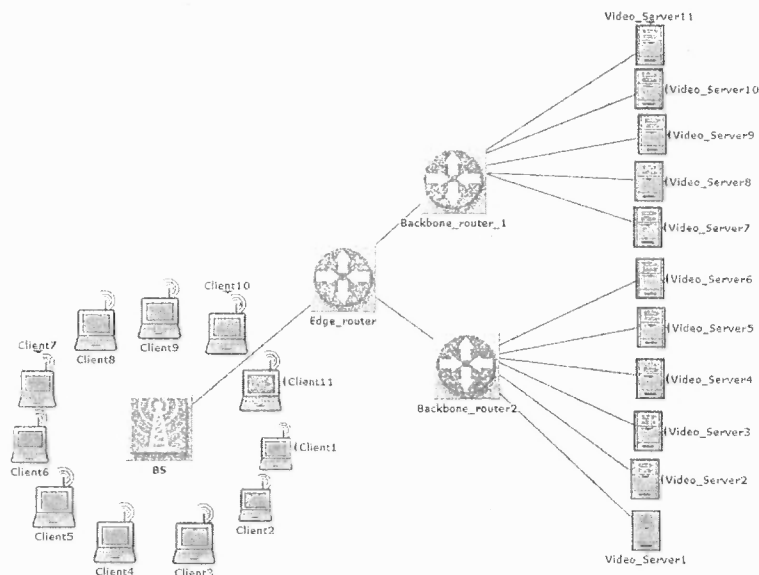 Video_Server11
(Video_Server10
(Video_Server9
(Video_Server8
(Video_Server7
Backbone_router_1
(Video_Server6
(Video_Server5
(Video_Server4
(Video_Server3
(Video_Server2
Video_Server1
Edge_router
Backbone_router2
Client10
Client9
Client8
Client7
(Client11
(Client1
BS
Client6
Client2
Client5
Client4
Client3